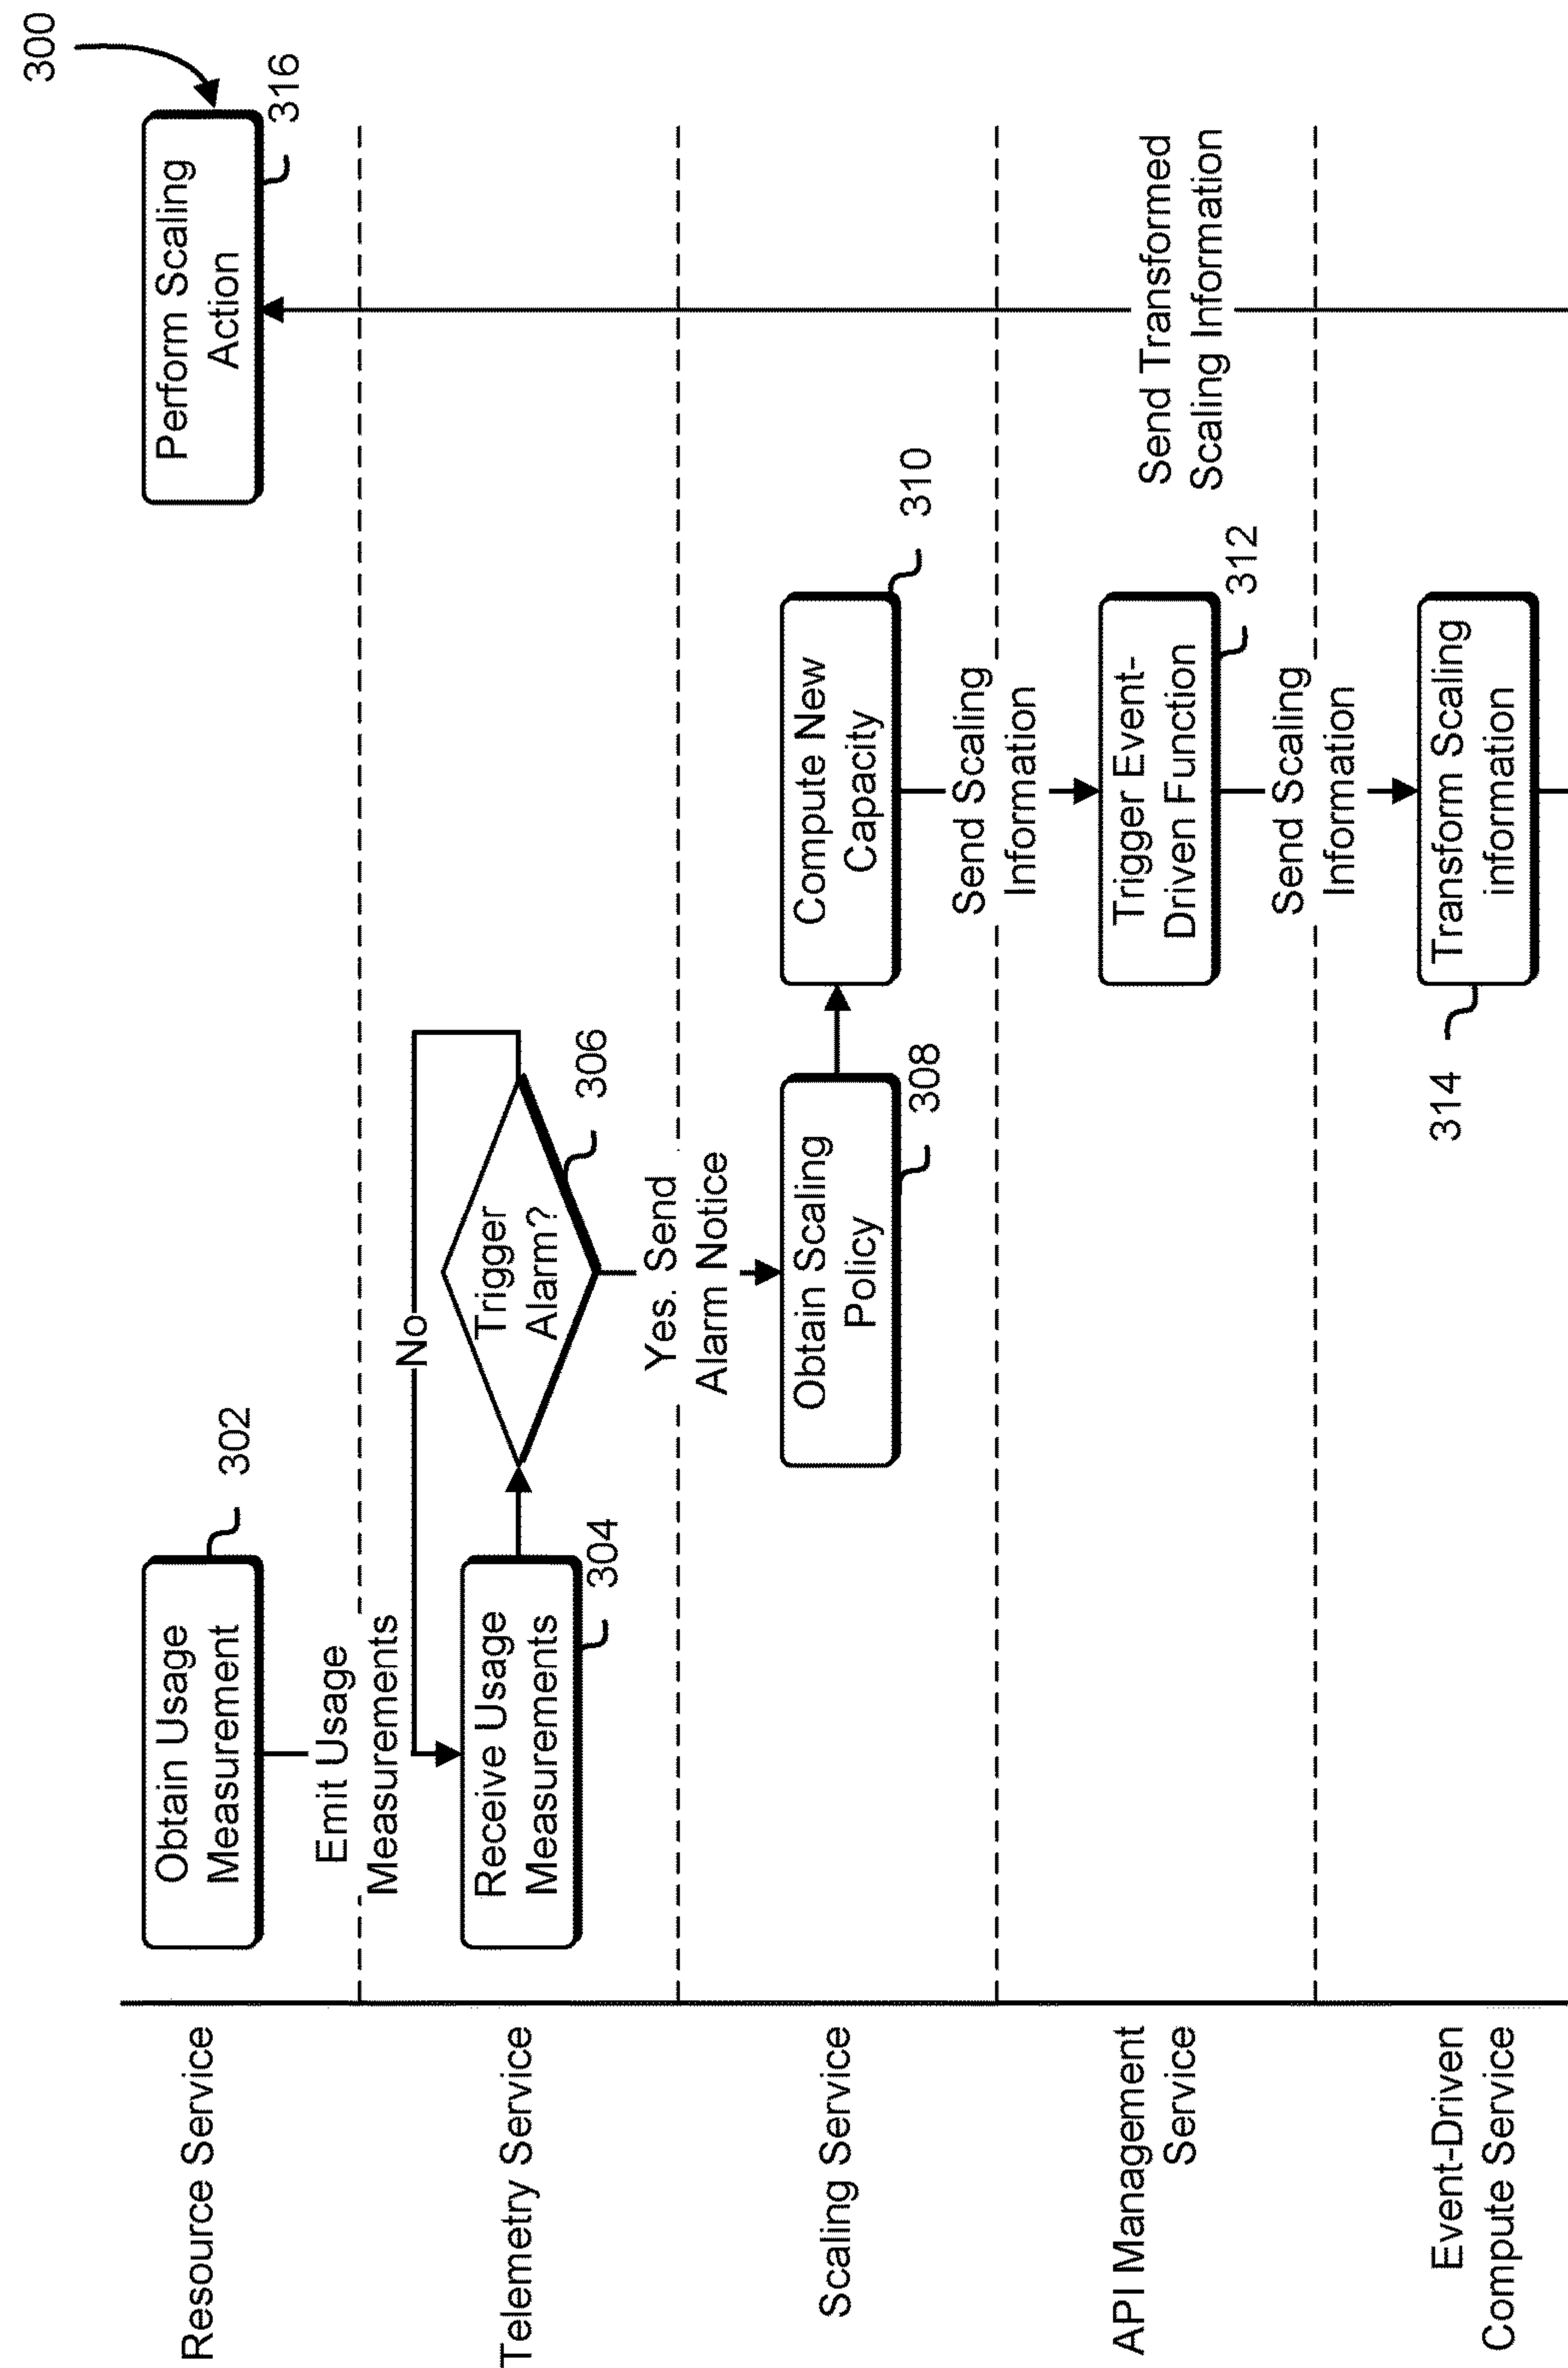 300
Resource Service
Obtain Usage
Measurement
302
Perform Scaling
Action
316
Emit Usage
Measurements
No
Telemetry Service
Receive Usage
Measurements
304
Trigger
Alarm?
306
Yes. Send
Alarm Notice
Scaling Service
Obtain Scaling
Policy
308
Compute New
Capacity
310
Send Scaling
Information
API Management
Service
Trigger Event-
Driven Function
312
Send Transformed
Scaling Information
Send Scaling
Information
Event-Driven
Compute Service
314
Transform Scaling
information